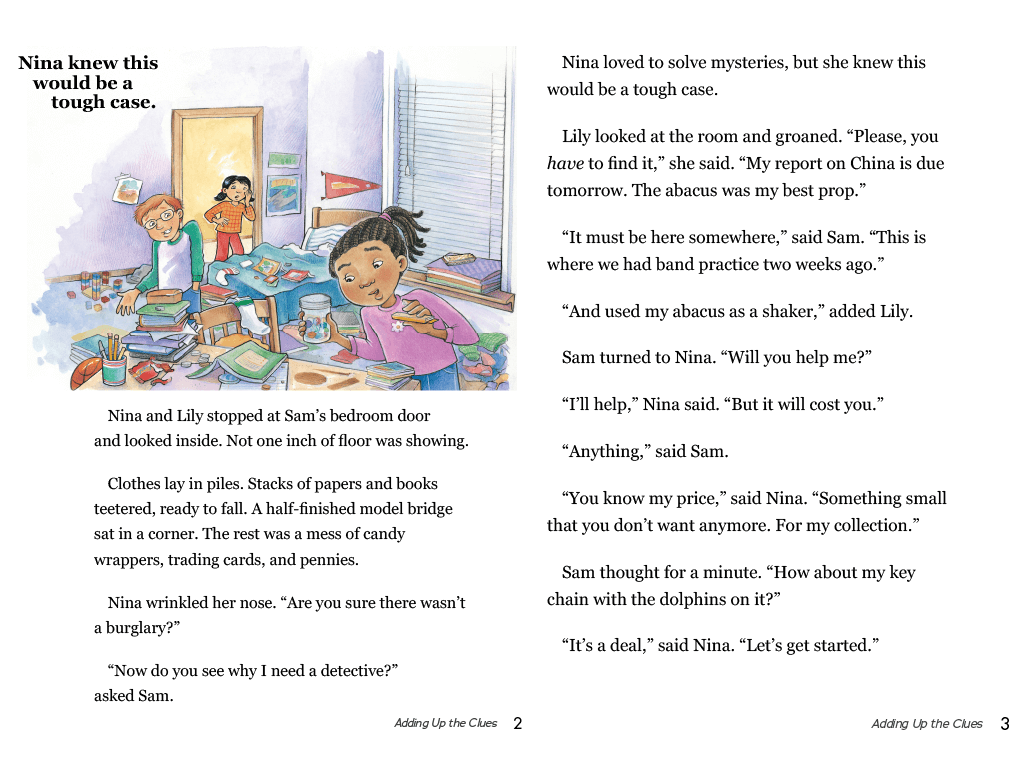 Nina knew this
would be a
tough case.
Nina and Lily stopped at Sam’s bedroom door
and looked inside. Not one inch of floor was showing.
Clothes lay in piles. Stacks of papers and books
teetered, ready to fall. A half-finished model bridge
sat in a corner. The rest was a mess of candy
wrappers, trading cards, and pennies.
Nina wrinkled her nose. “Are you sure there wasn’t
a burglary?”
“Now do you see why I need a detective?”
asked Sam.
Adding Up the Clues 2
Nina loved to solve mysteries, but she knew this
would be a tough case.
Lily looked at the room and groaned. “Please, you
have to find it,” she said. “My report on China is due
tomorrow. The abacus was my best prop.”
“It must be here somewhere,” said Sam. “This is
where we had band practice two weeks ago.”
“And used my abacus as a shaker,” added Lily.
Sam turned to Nina. “Will you help me?”
“I’ll help,” Nina said. “But it will cost you.”
“Anything,” said Sam.
“You know my price,” said Nina. “Something small
that you don’t want anymore. For my collection.”
Sam thought for a minute. “How about my key
chain with the dolphins on it?”
“It’s a deal,” said Nina. “Let’s get started.”
Adding Up the Clues 3